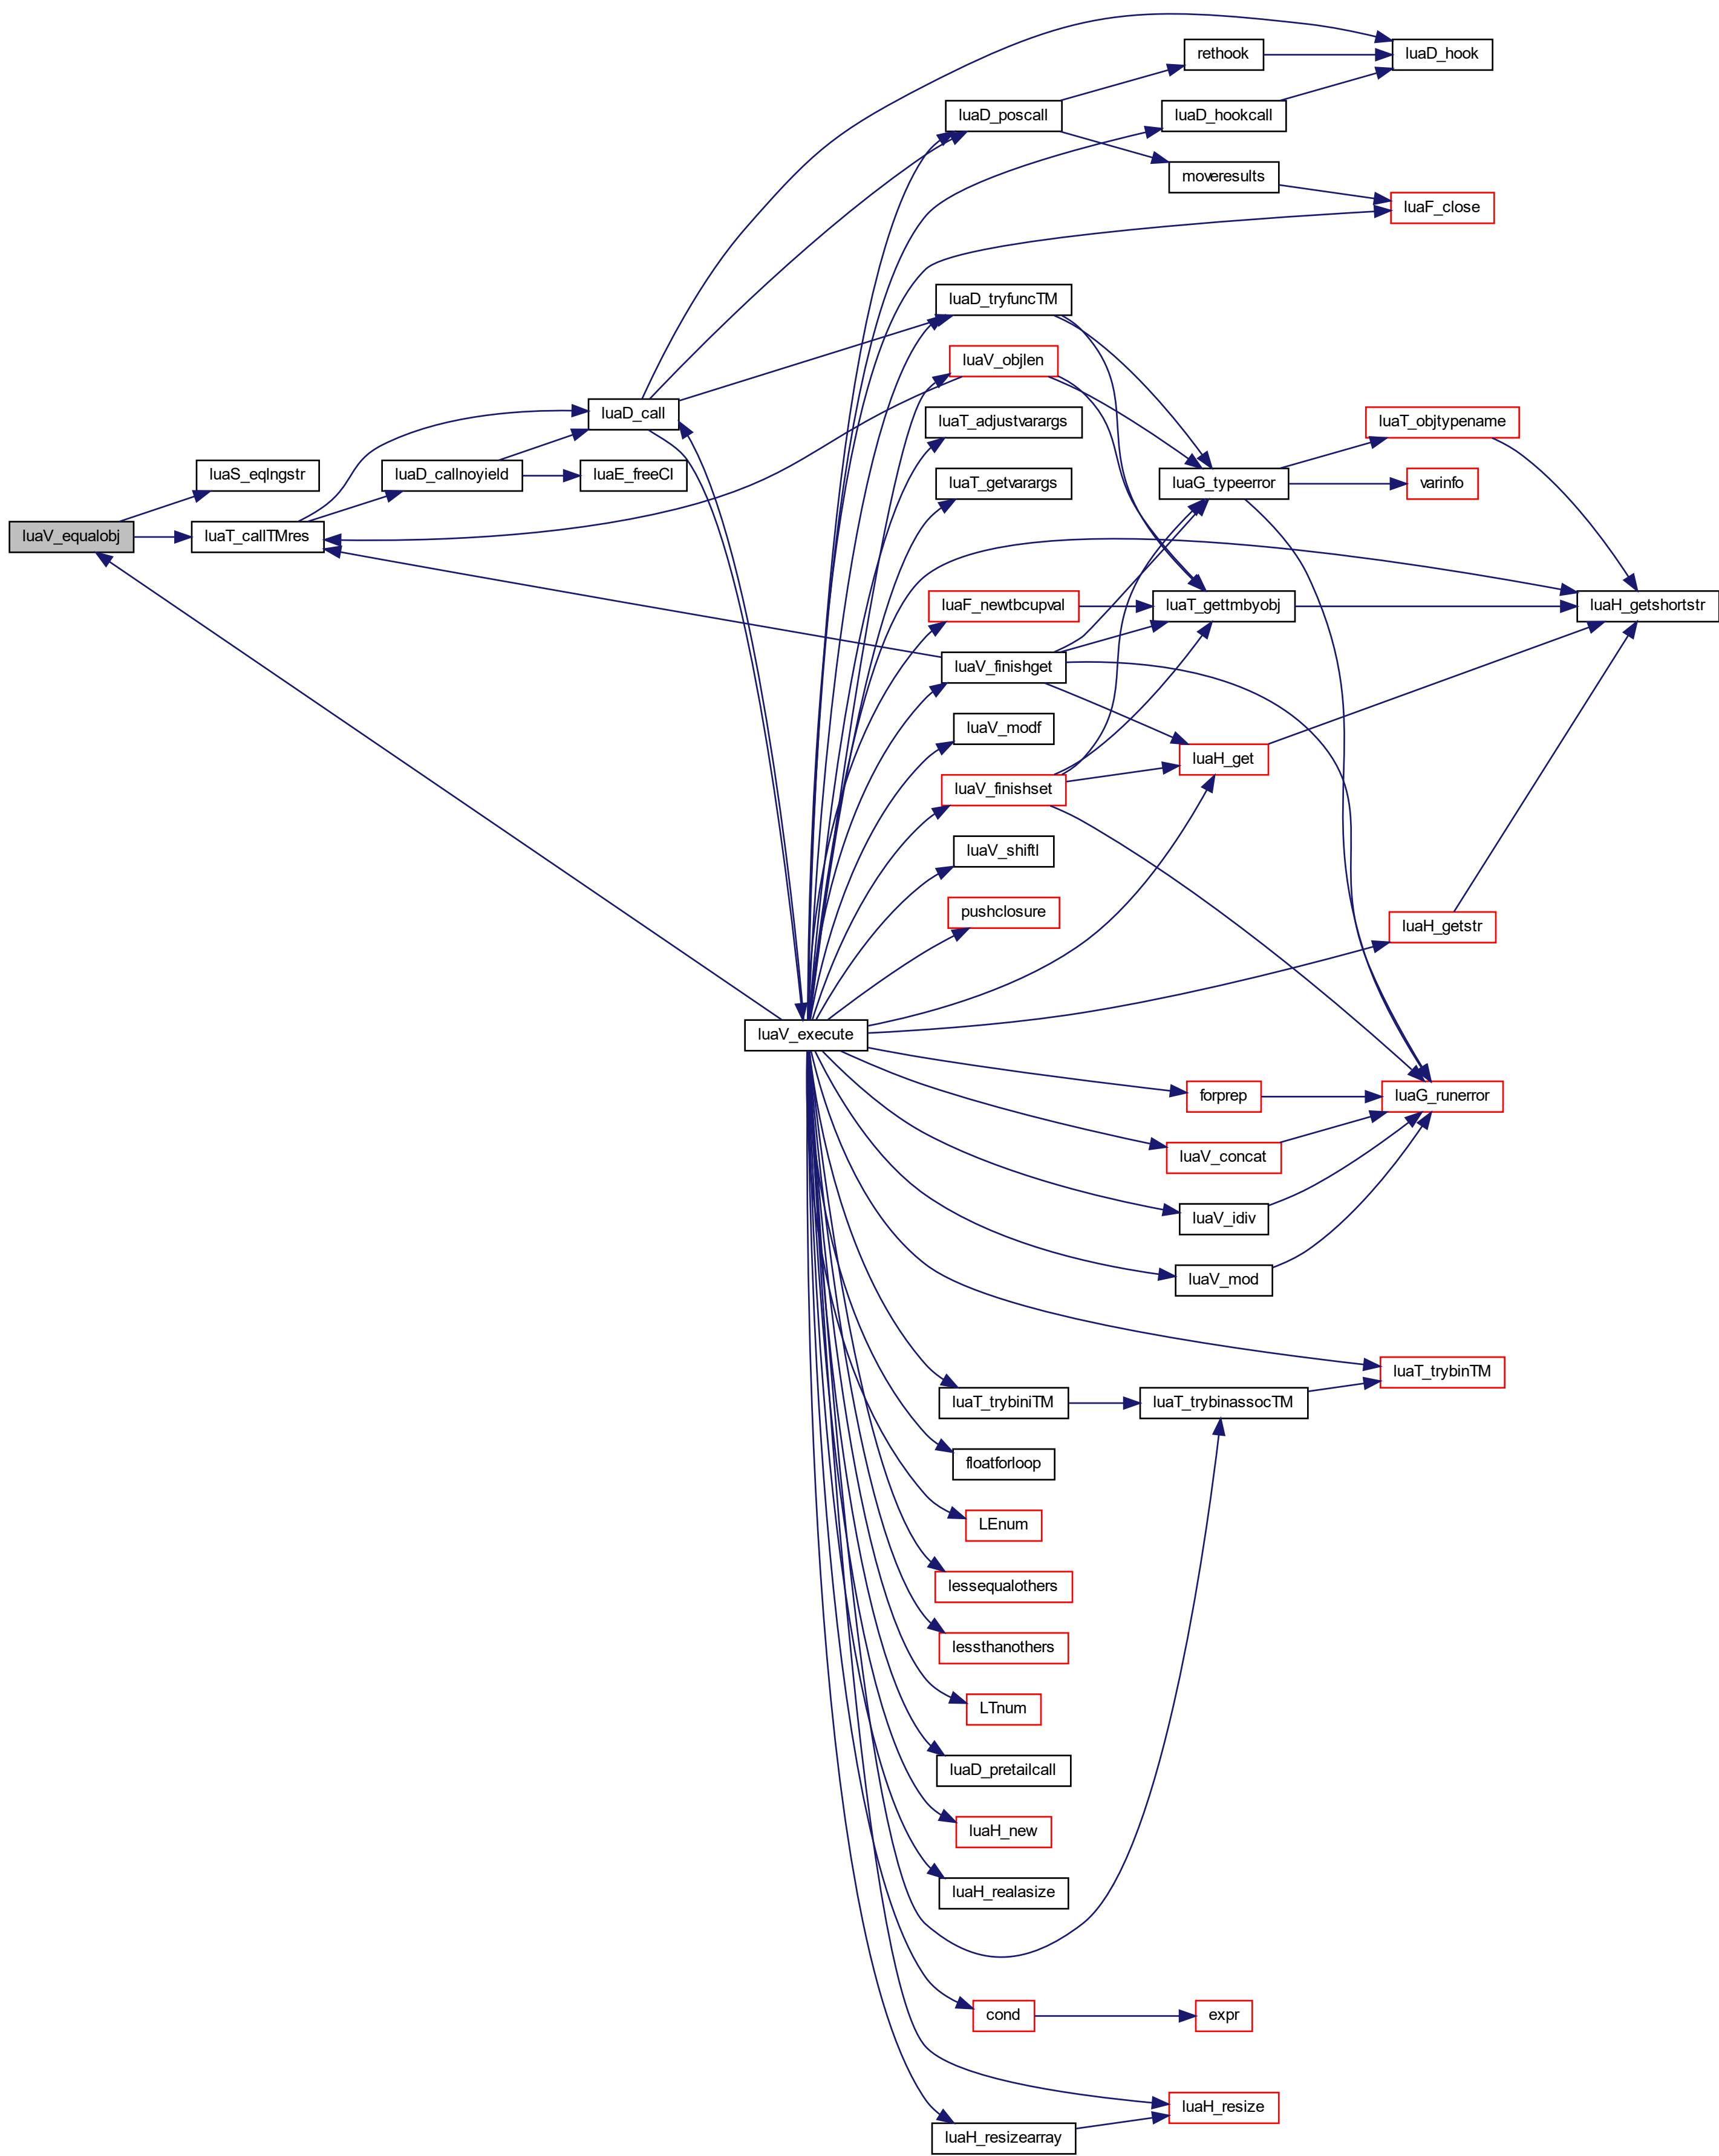 rethook
luaD_hook
luaD_poscall
luaD_hookcall
moveresults
luaF_close
luaD_tryfuncTM
luaV_objlen
luaD_call
luaT_adjustvarargs
luaT_objtypename
luaS_eqlngstr
luaD_callnoyield
luaE_freeCI
luaT_getvarargs
luaG_typeerror
varinfo
luaV_equalobj
luaT_callTMres
luaF_newtbcupval
luaT_gettmbyobj
luaH_getshortstr
luaV_finishget
luaV_modf
luaH_get
luaV_finishset
luaV_shiftl
pushclosure
luaH_getstr
luaV_execute
forprep
luaG_runerror
luaV_concat
luaV_idiv
luaV_mod
luaT_trybinTM
luaT_trybiniTM
luaT_trybinassocTM
floatforloop
LEnum
lessequalothers
lessthanothers
LTnum
luaD_pretailcall
luaH_new
luaH_realasize
cond
expr
luaH_resize
luaH_resizearray